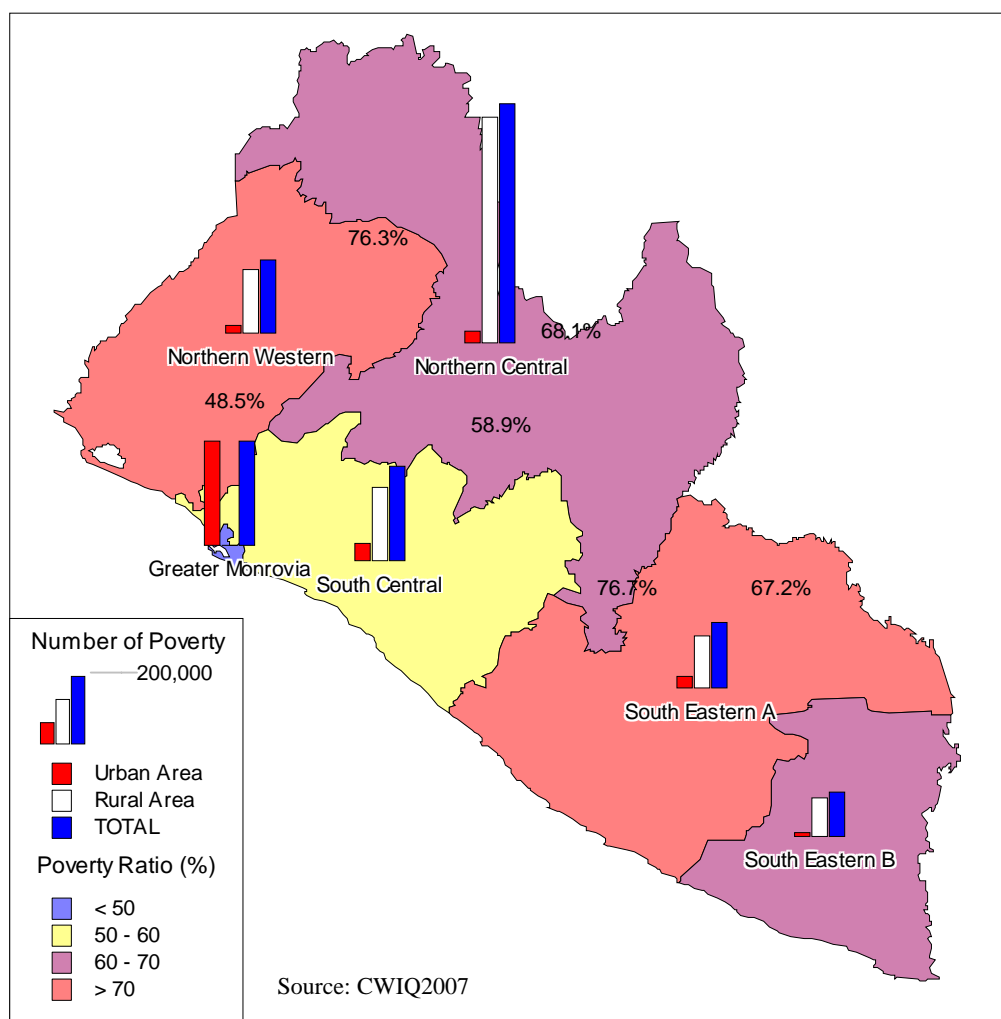 76.3%
68.1%
Northern Western
Northern Central
48.5%
58.9%
Greater Monrovia
South Central
76.7%
67.2%
South Eastern A
South Eastern B
Number of Poverty
200,000
Urban Area
Rural Area
TOTAL
Poverty Ratio (%)
< 50
50 - 60
60 - 70
> 70
Source: CWIQ2007